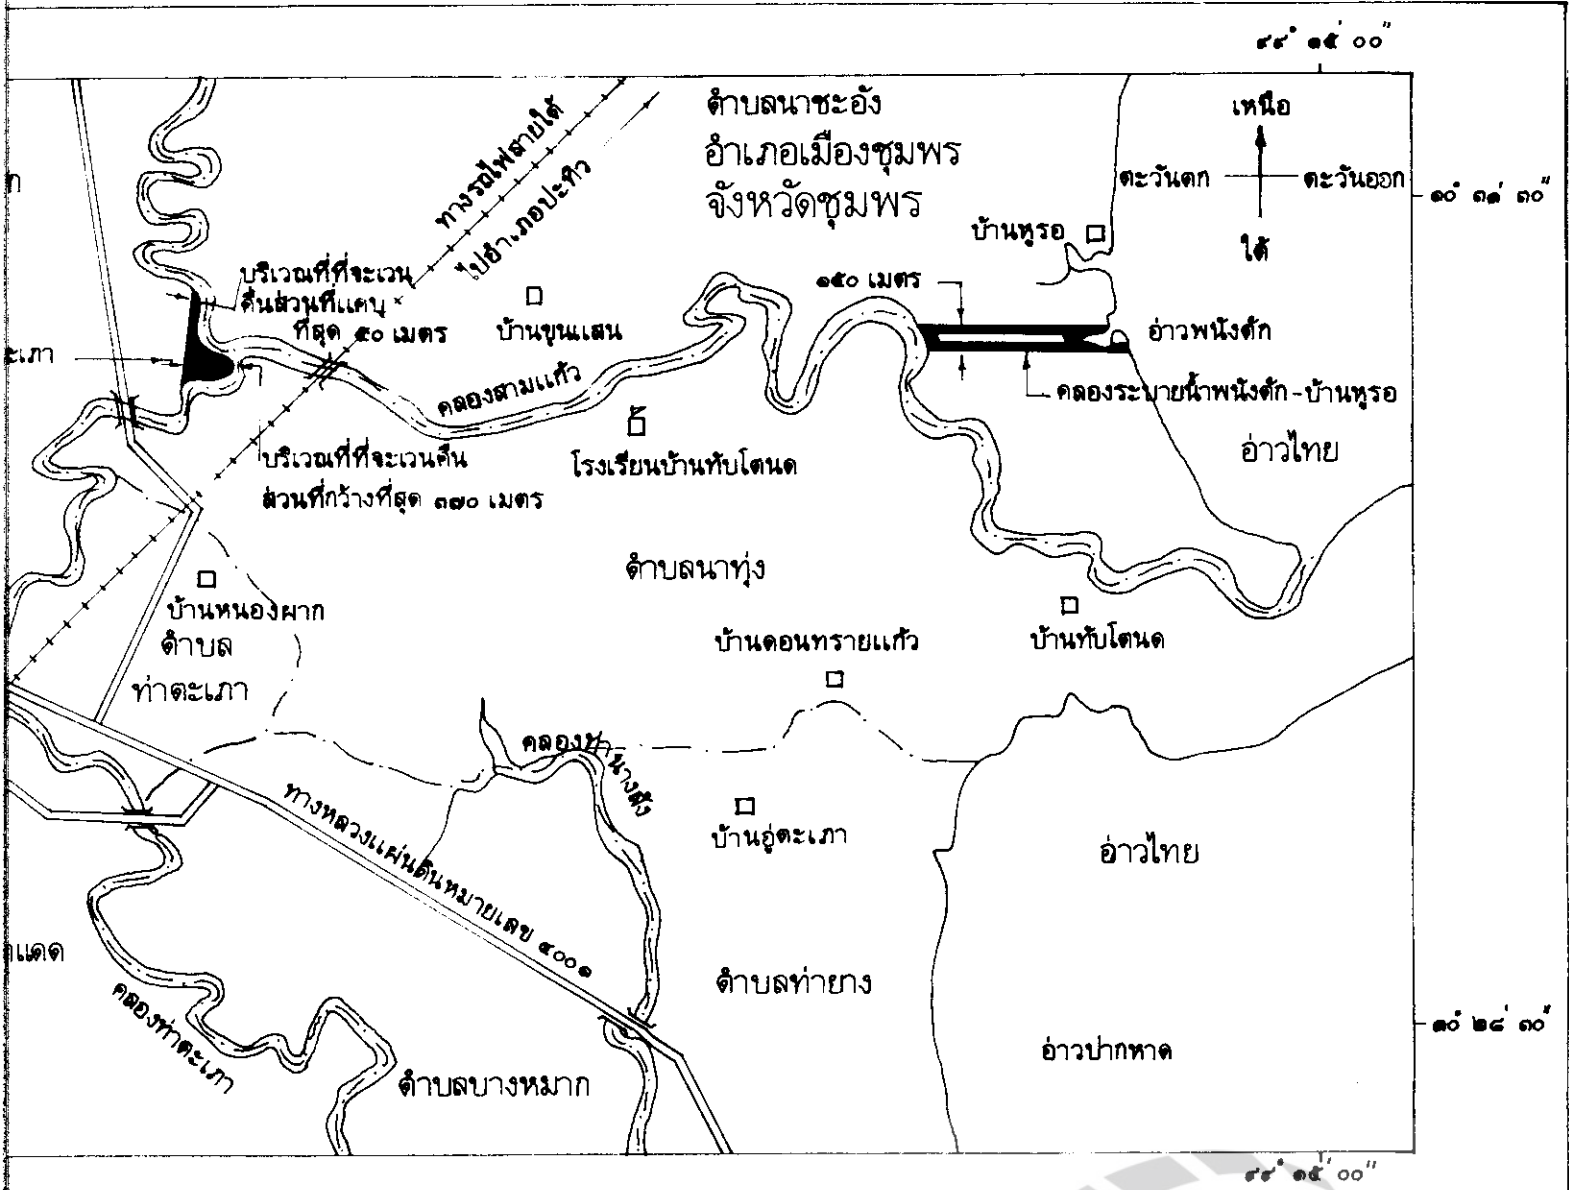 ๙๙° ๑๕' ๐๐"
ตำบลนาชะอัง
อำเภอเมืองชุมพร
จังหวัดชุมพร
เหนือ
ตะวันตก
ตะวันออก
ใต้
ทางรถไฟสายใต้
ไปอำเภอปะทิว
บ้านหูรอ
๑๕๐ เมตร
บริเวณที่ที่จะเวน
คืนส่วนที่แคบ
ที่สุด ๕๐ เมตร
บ้านขุนแสน
อ่าวพนังตัก
ะเภา
คลองสามแก้ว
คลองระบายน้ำพนังตัก-บ้านหูรอ
อ่าวไทย
บริเวณที่ที่จะเวนคืน
ส่วนที่กว้างที่สุด ๓๗๐ เมตร
โรงเรียนบ้านทับโตนด
ตำบลนาทุ่ง
บ้านหนองผาก
ตำบล
ท่าตะเภา
บ้านดอนทรายแก้ว
บ้านทับโตนด
คลองท่านางสัง
ทางหลวงแผ่นดินหมายเลข ๔๐๐๑
บ้านอู่ตะเภา
อ่าวไทย
แดด
ตำบลท่ายาง
คลองท่าตะเภา
๑๐° ๒๘' ๓๐"
อ่าวปากหาด
ตำบลบางหมาก
๙๙° ๑๕' ๐๐"